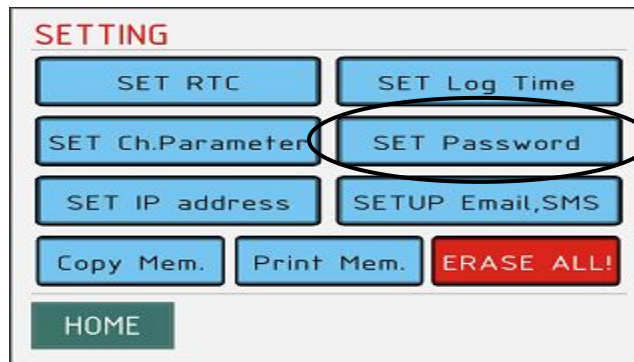 SETTING
SET RTC
SET Log Time
SET Ch.Parameter
SET Password
SET IP address
SETUP Email,SMS
Copy Mem.
Print Mem.
ERASE ALL!
HOME